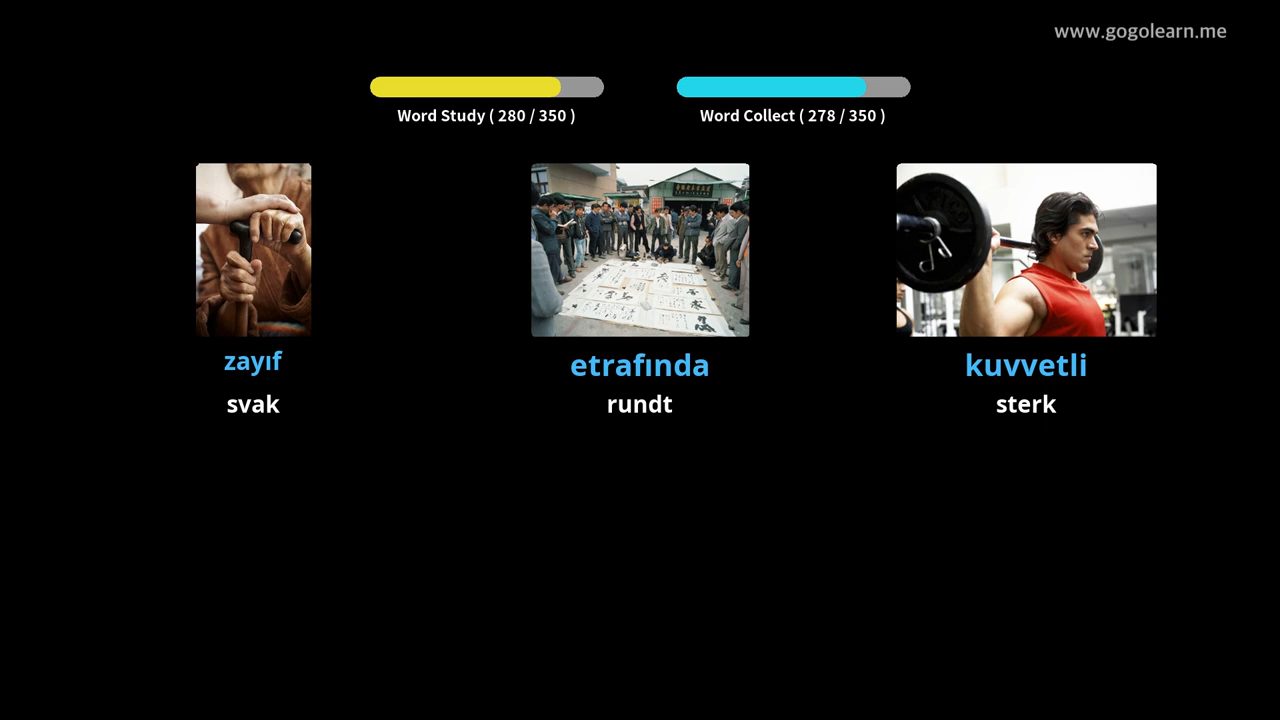 www.gogolearn.me
Word Study ( 280 / 350 )
Word Collect ( 278 / 350 )
zayıf
etrafında
kuvvetli
svak
rundt
sterk